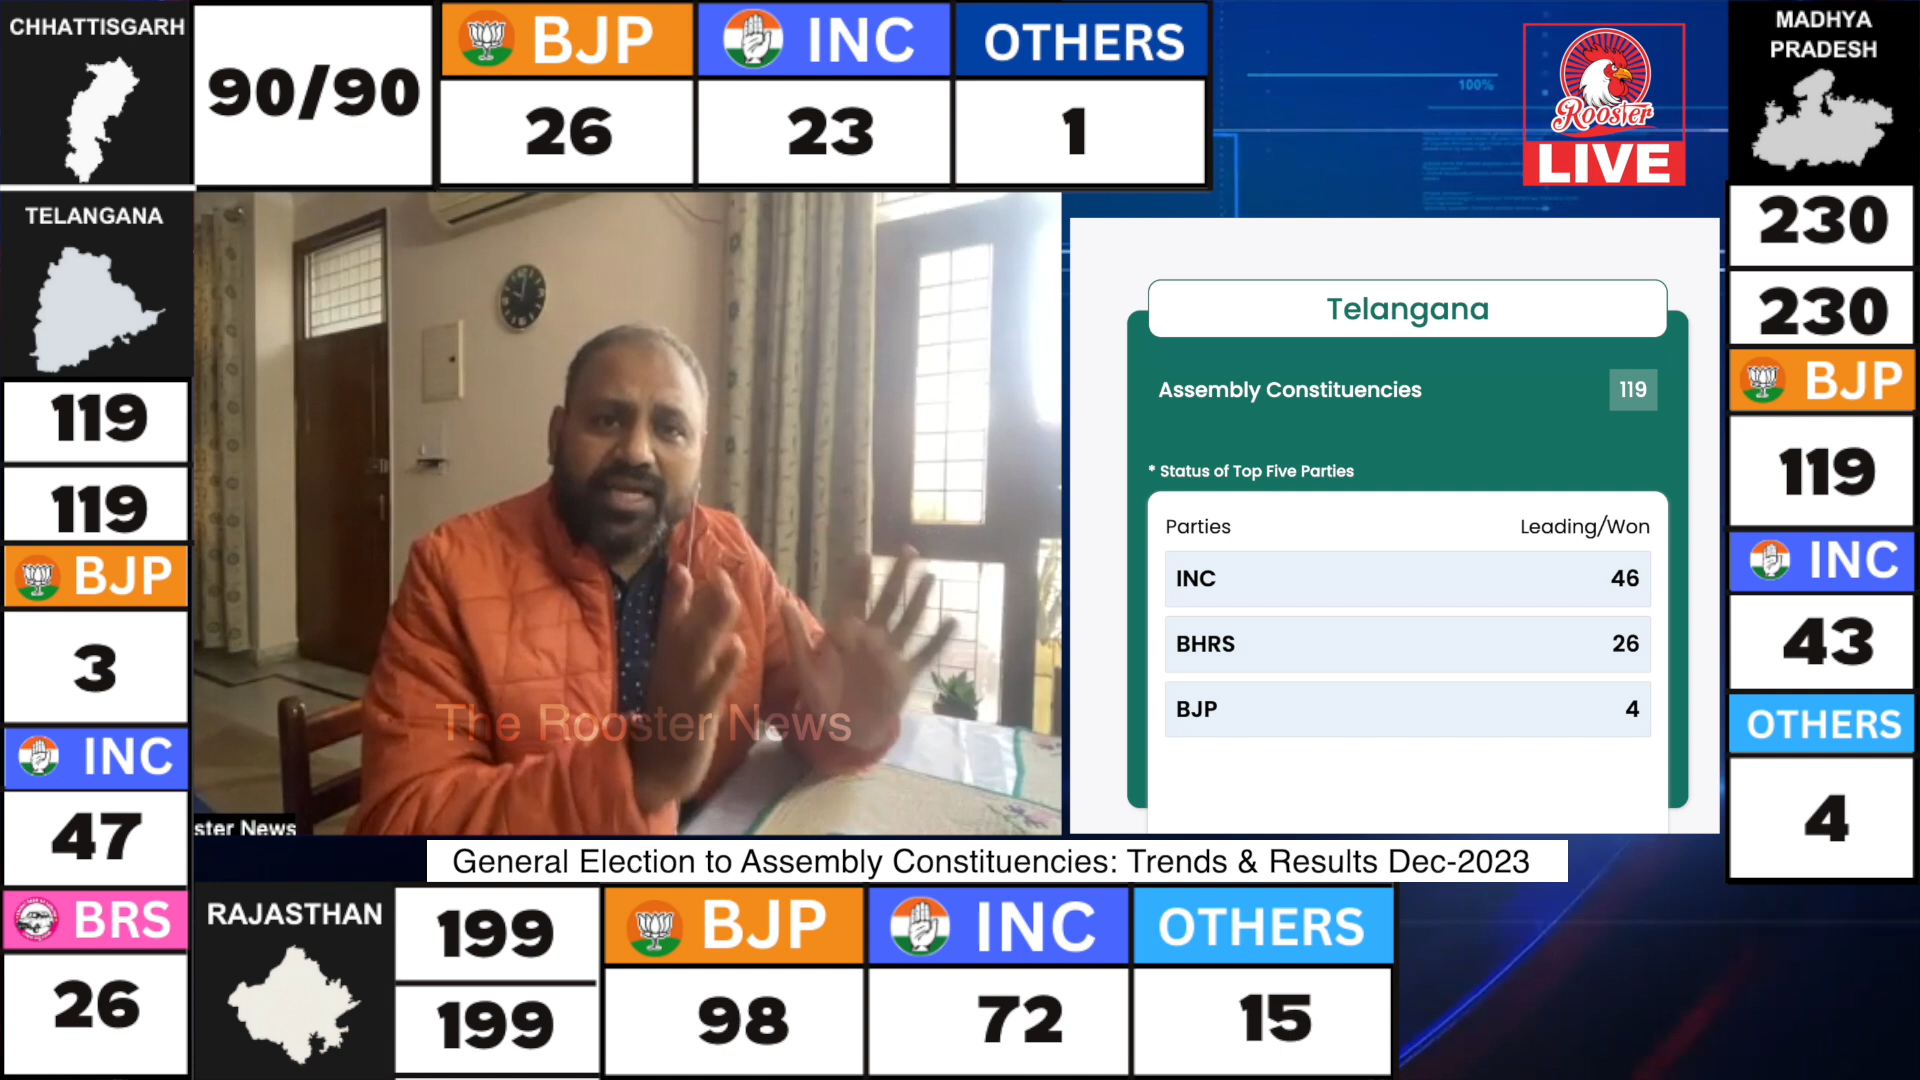 CHHATTISGARH
90/90
BJP
26
INC
23
OTHERS
1
100%
Rooster
LIVE
MADHYA
PRADESH
230
230
BJP
119
INC
43
OTHERS
4
TELANGANA
119
119
BJP
3
INC
47
BRS
26
The Rooster News
ster News
Telangana
Assembly Constituencies 119
* Status of Top Five Parties
Parties Leading/Won
INC 46
BHRS 26
BJP 4
General Election to Assembly Constituencies: Trends & Results Dec-2023
RAJASTHAN
199
199
BJP
98
INC
72
OTHERS
15